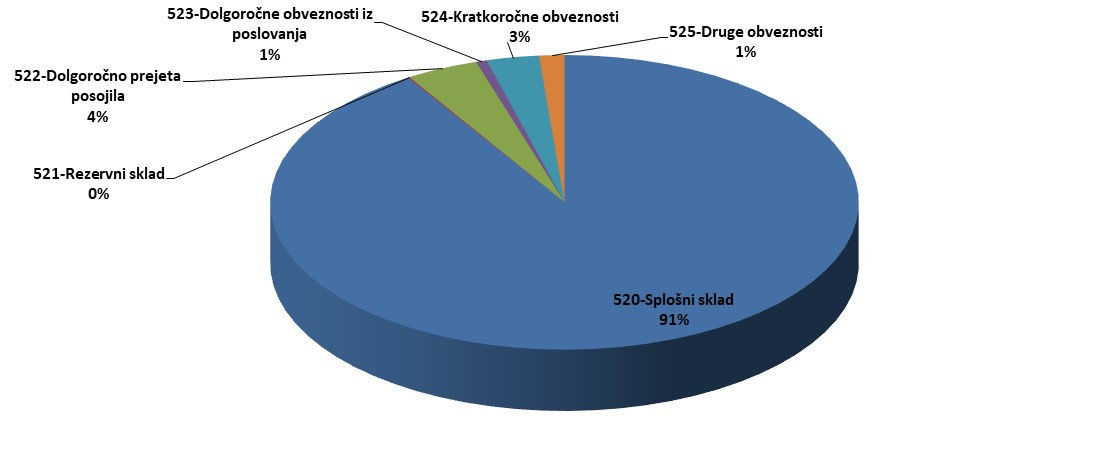 523-Dolgoročne obveznosti iz
poslovanja
1%
524-Kratkoročne obveznosti
3%
525-Druge obveznosti
1%
522-Dolgoročno prejeta
posojila
4%
521-Rezervni sklad
0%
520-Splošni sklad
91%